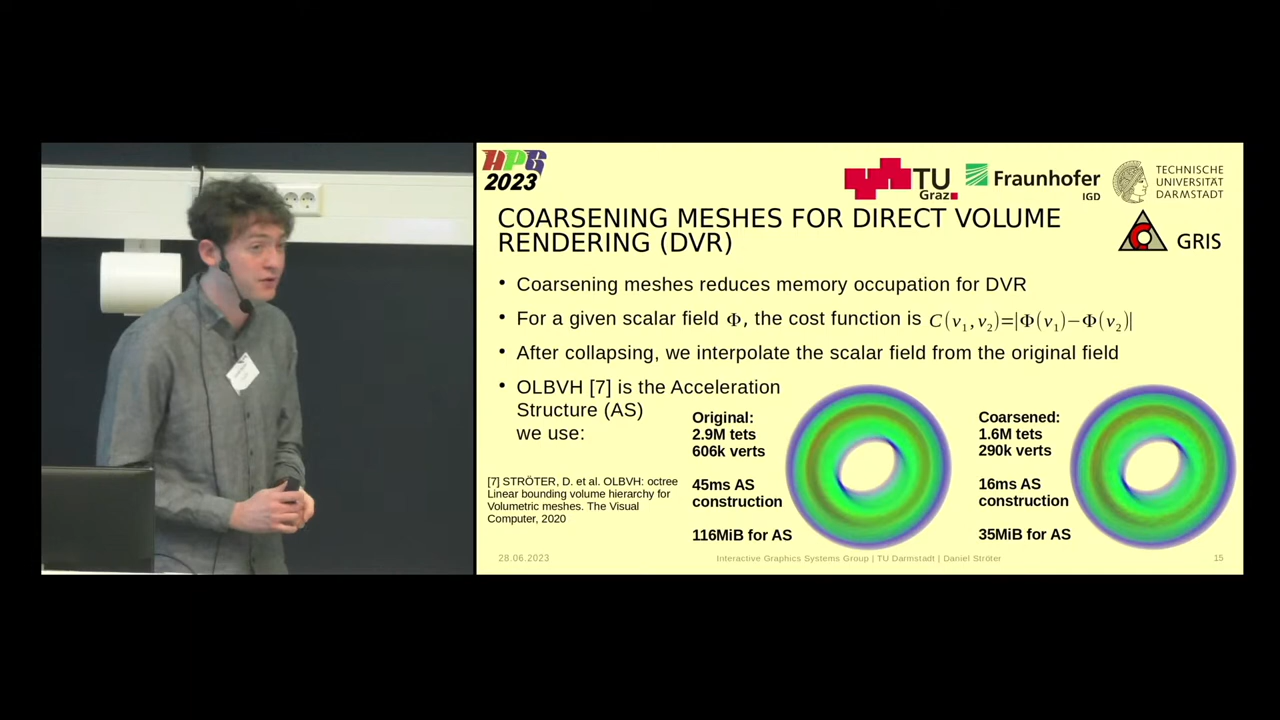 HPG
2023
TU
Graz
Fraunhofer
IGD
TECHNISCHE
UNIVERSITÄT
DARMSTADT
GRIS
COARSENING MESHES FOR DIRECT VOLUME
RENDERING (DVR)
• Coarsening meshes reduces memory occupation for DVR
• For a given scalar field Φ, the cost function is C(v₁,v₂)=|Φ(v₁)−Φ(v₂)|
• After collapsing, we interpolate the scalar field from the original field
• OLBVH [7] is the Acceleration
Structure (AS)
we use:
[7] STRÖTER, D. et al. OLBVH: octree
Linear bounding volume hierarchy for
Volumetric meshes. The Visual
Computer, 2020
Original:
2.9M tets
606k verts
45ms AS
construction
116MiB for AS
Coarsened:
1.6M tets
290k verts
16ms AS
construction
35MiB for AS
28.06.2023
Interactive Graphics Systems Group | TU Darmstadt | Daniel Ströter
15